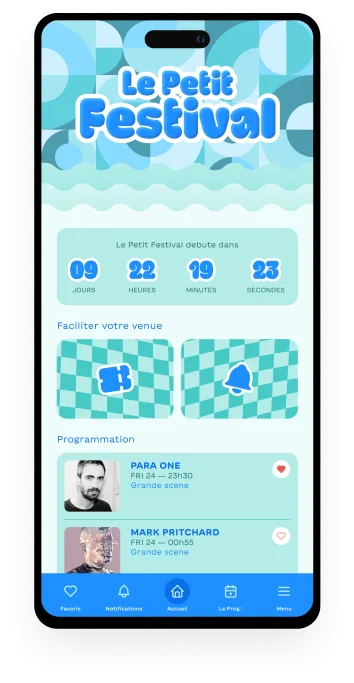 Le Petit
Festival
Le Petit Festival debute dans
09 22 19 23
JOURS HEURES MINUTES SECONDES
Faciliter votre venue
Programmation
PARA ONE
FRI 24 — 23h30
Grande scene
MARK PRITCHARD
FRI 24 — 00h55
Grande scene
Favoris Notifications Accueil La Prog ! Menu